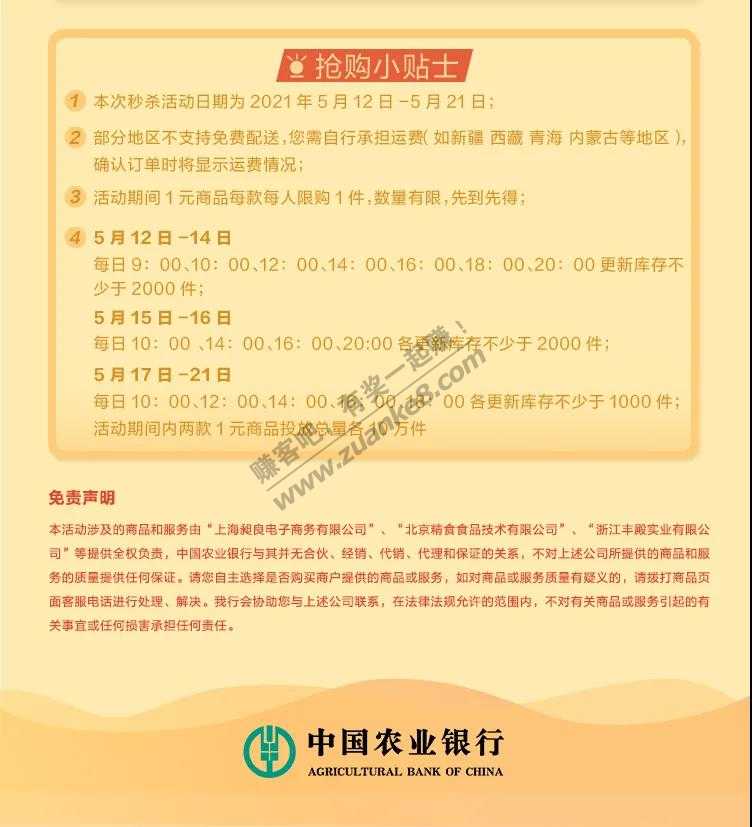 抢购小贴士
1 本次秒杀活动日期为 2021 年 5 月 12 日 –5 月 21 日；
2 部分地区不支持免费配送,您需自行承担运费( 如新疆 西藏 青海 内蒙古等地区 ),
确认订单时将显示运费情况；
3 活动期间 1 元商品每款每人限购 1 件,数量有限,先到先得；
4 5 月 12 日 –14 日
每日 9：00、10：00、12：00、14：00、16：00、18：00、20：00 更新库存不
少于 2000 件；
5 月 15 日 –16 日
每日 10：00 、14：00、16：00、20:00 各更新库存不少于 2000 件；
5 月 17 日 –21 日
每日 10：00、12：00、14：00、16：00、18：00 各更新库存不少于 1000 件；
活动期间内两款 1 元商品投放总量各 10 万件
赚客吧，有奖一起赚！
www.zuanke8.com
免责声明
本活动涉及的商品和服务由“上海昶良电子商务有限公司”、“北京精食食品技术有限公司”、“浙江丰殿实业有限公
司”等提供全权负责，中国农业银行与其并无合伙、经销、代销、代理和保证的关系，不对上述公司所提供的商品和服
务的质量提供任何保证。请您自主选择是否购买商户提供的商品或服务，如对商品或服务质量有疑义的，请拨打商品页
面客服电话进行处理、解决。我行会协助您与上述公司联系，在法律法规允许的范围内，不对有关商品或服务引起的有
关事宜或任何损害承担任何责任。
中国农业银行
AGRICULTURAL BANK OF CHINA